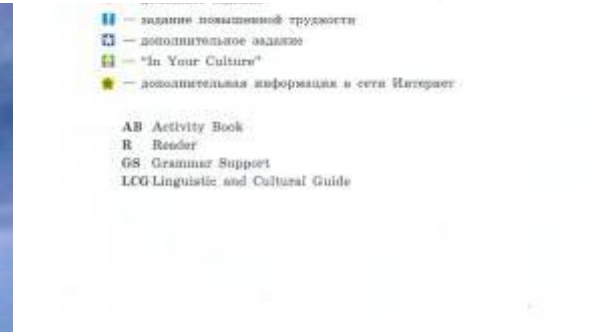 — задание повышенной трудности
— дополнительное задание
— “In Your Culture”
— дополнительная информация в сети Интернет
AB Activity Book
R Reader
GS Grammar Support
LCG Linguistic and Cultural Guide